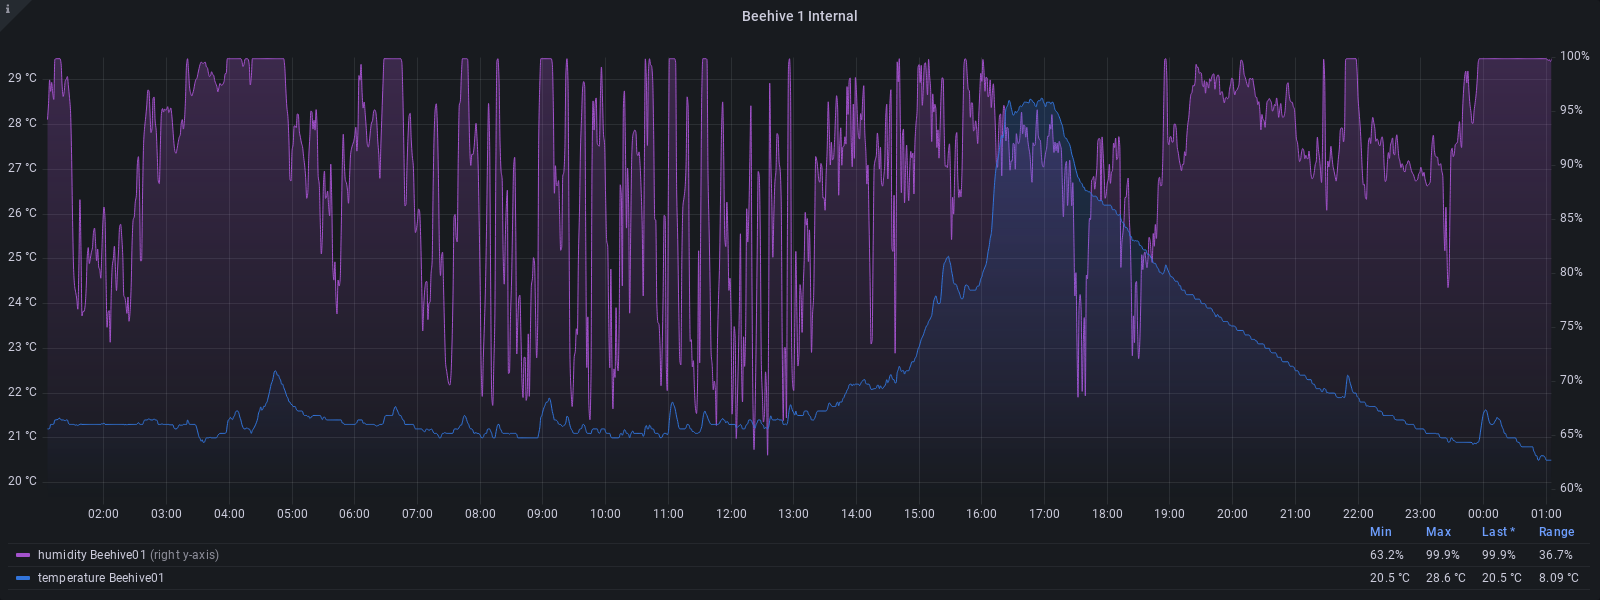 i
Beehive 1 Internal
29 °C
28 °C
27 °C
26 °C
25 °C
24 °C
23 °C
22 °C
21 °C
20 °C
100%
95%
90%
85%
80%
75%
70%
65%
60%
02:00 03:00 04:00 05:00 06:00 07:00 08:00 09:00 10:00 11:00 12:00 13:00 14:00 15:00 16:00 17:00 18:00 19:00 20:00 21:00 22:00 23:00 00:00 01:00
Min Max Last * Range
humidity Beehive01 (right y-axis) 63.2% 99.9% 99.9% 36.7%
temperature Beehive01 20.5 °C 28.6 °C 20.5 °C 8.09 °C